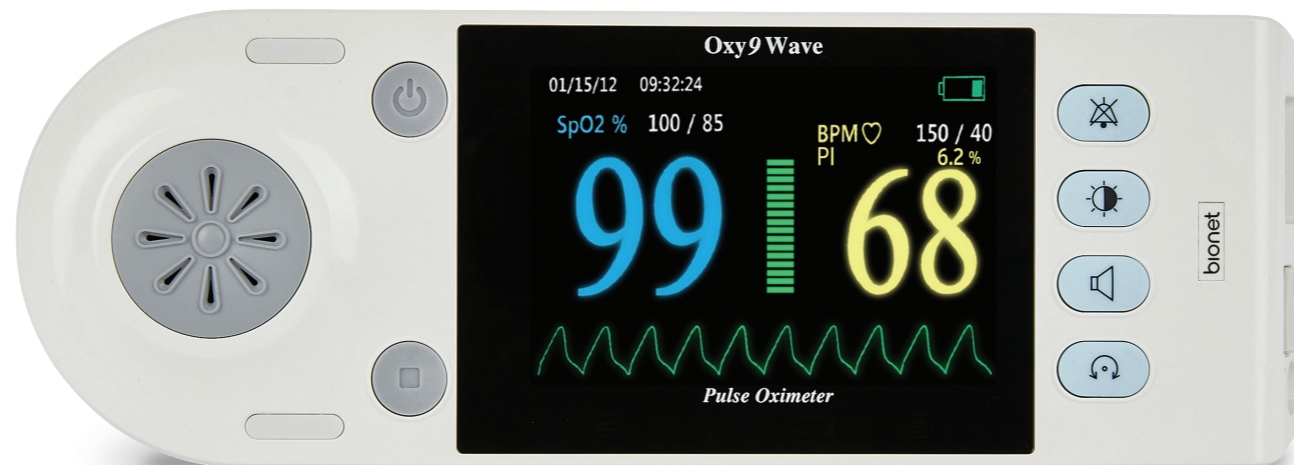 Oxy9 Wave
01/15/12 09:32:24
SpO2 % 100 / 85
BPM 150 / 40
PI 6.2 %
99 68
Pulse Oximeter
bionet